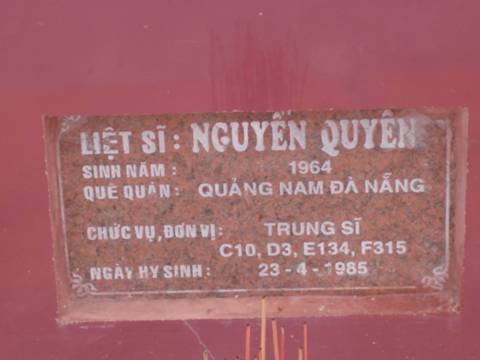 LIỆT SĨ : NGUYỄN QUYÊN
SINH NĂM : 1964
QUÊ QUÁN : QUẢNG NAM ĐÀ NẴNG
CHỨC VỤ, ĐƠN VỊ : TRUNG SĨ
C10, D3, E134, F315
NGÀY HY SINH : 23 - 4 - 1985